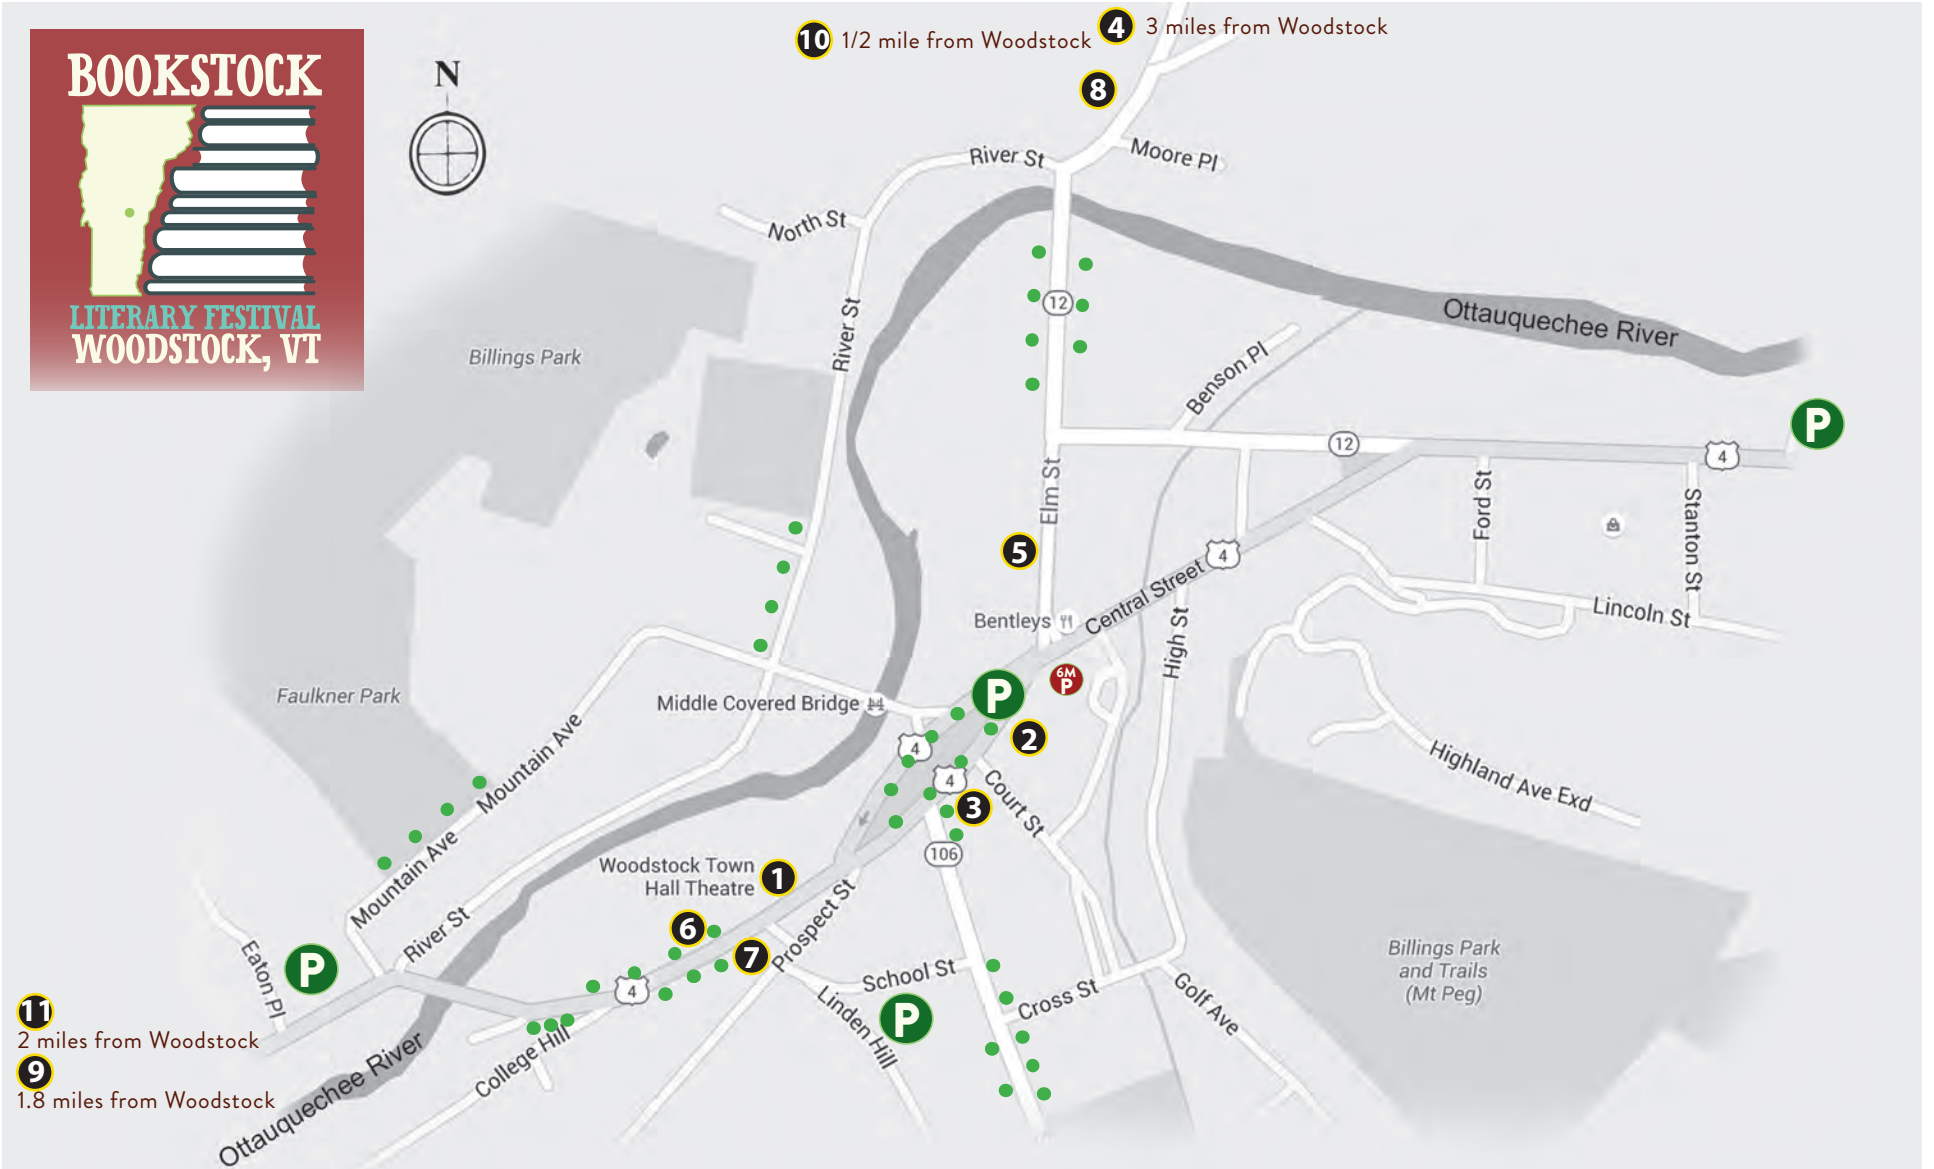 BOOKSTOCK
LITERARY FESTIVAL
WOODSTOCK, VT
N
10 1/2 mile from Woodstock
4 3 miles from Woodstock
8
River St
Moore Pl
North St
12
River St
Ottauquechee River
Billings Park
Benson Pl
P
12
4
Elm St
Ford St
Stanton St
5
4
Central Street
Bentleys
High St
Lincoln St
6M
P
P
Faulkner Park
Middle Covered Bridge
2
4
4
Mountain Ave
Highland Ave Exd
Court St
3
Mountain Ave
106
Woodstock Town
Hall Theatre
1
Prospect St
6
7
River St
Eaton Pl
P
School St
Billings Park
and Trails
(Mt Peg)
4
Linden Hill
P
Cross St
Golf Ave
11
2 miles from Woodstock
9
1.8 miles from Woodstock
College Hill
Ottauquechee River